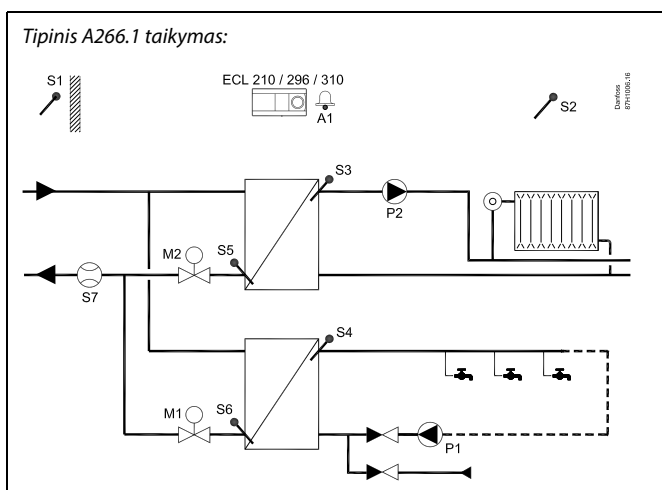 Tipinis A266.1 taikymas:
S1
ECL 210 / 296 / 310
A1
S2
Danfoss
87H1006.16
S3
P2
M2
S5
S7
S4
M1
S6
P1